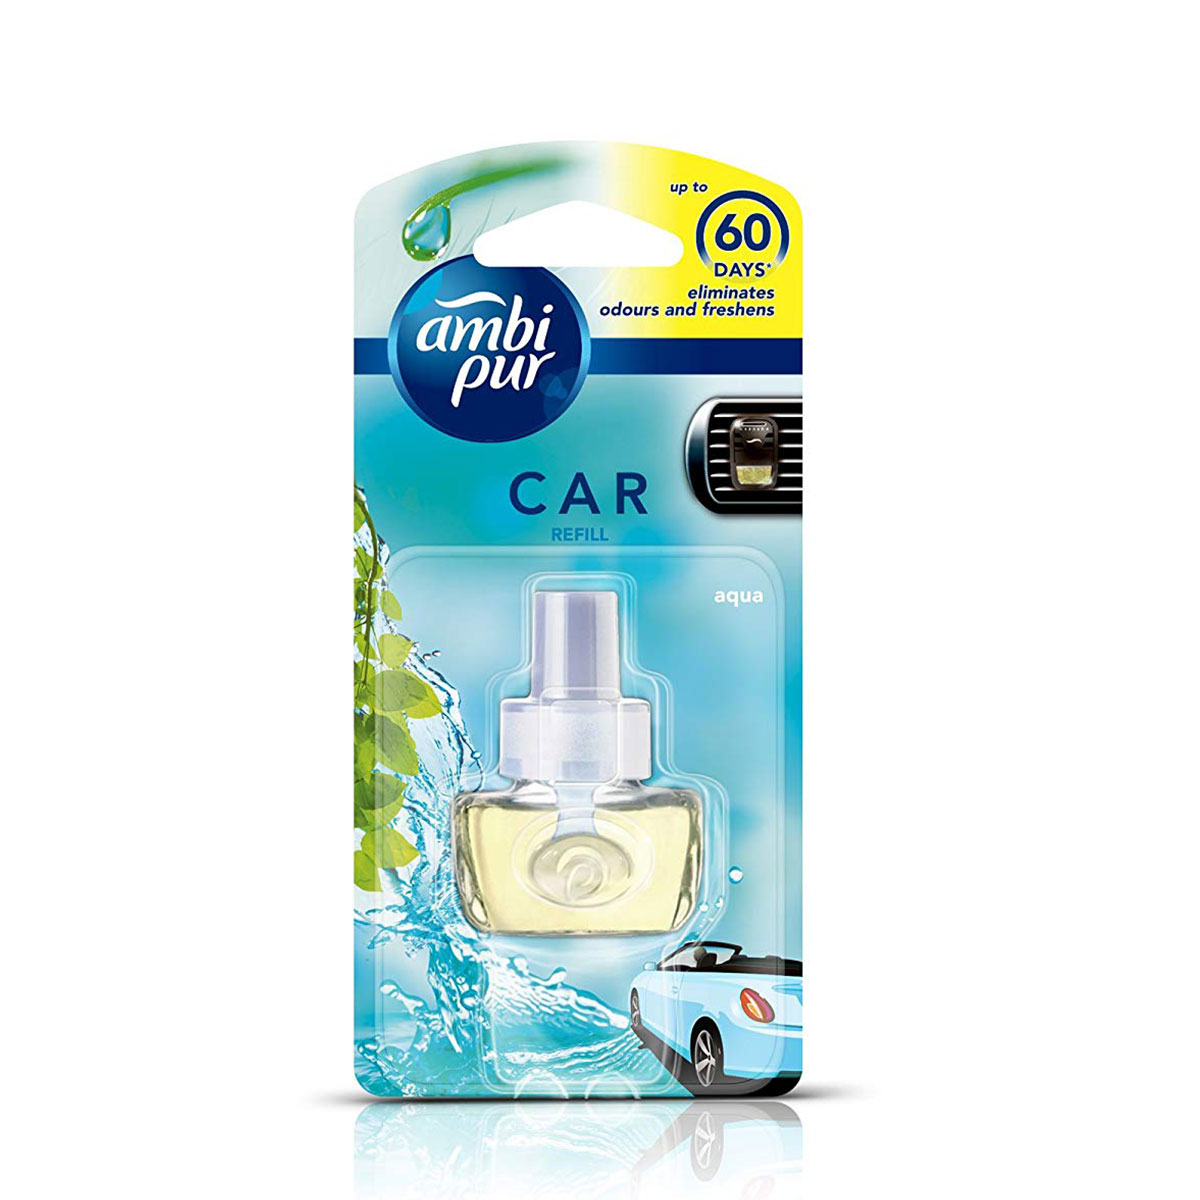 up to
60
DAYS*
eliminates
odours and freshens
ambi
pur
CAR
REFILL
aqua